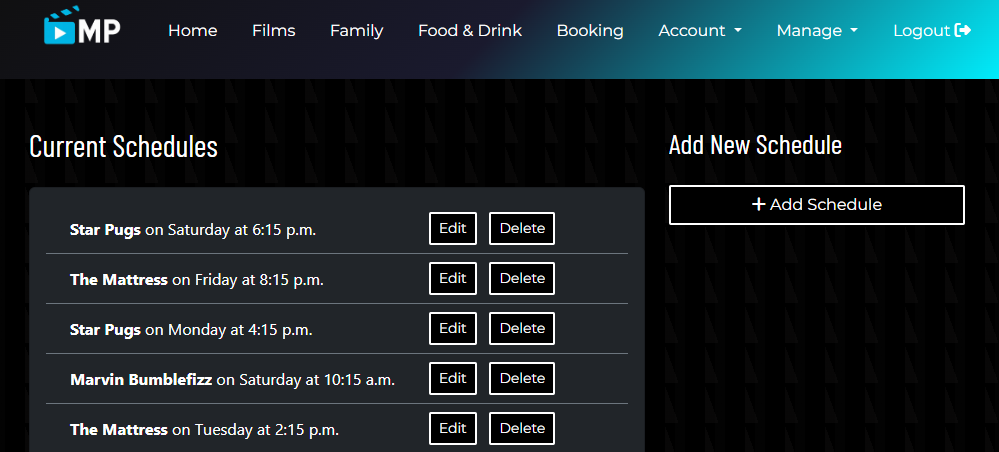 MP Home Films Family Food & Drink Booking Account Manage Logout
Current Schedules
Star Pugs on Saturday at 6:15 p.m. Edit Delete
The Mattress on Friday at 8:15 p.m. Edit Delete
Star Pugs on Monday at 4:15 p.m. Edit Delete
Marvin Bumblefizz on Saturday at 10:15 a.m. Edit Delete
The Mattress on Tuesday at 2:15 p.m. Edit Delete
Add New Schedule
+ Add Schedule